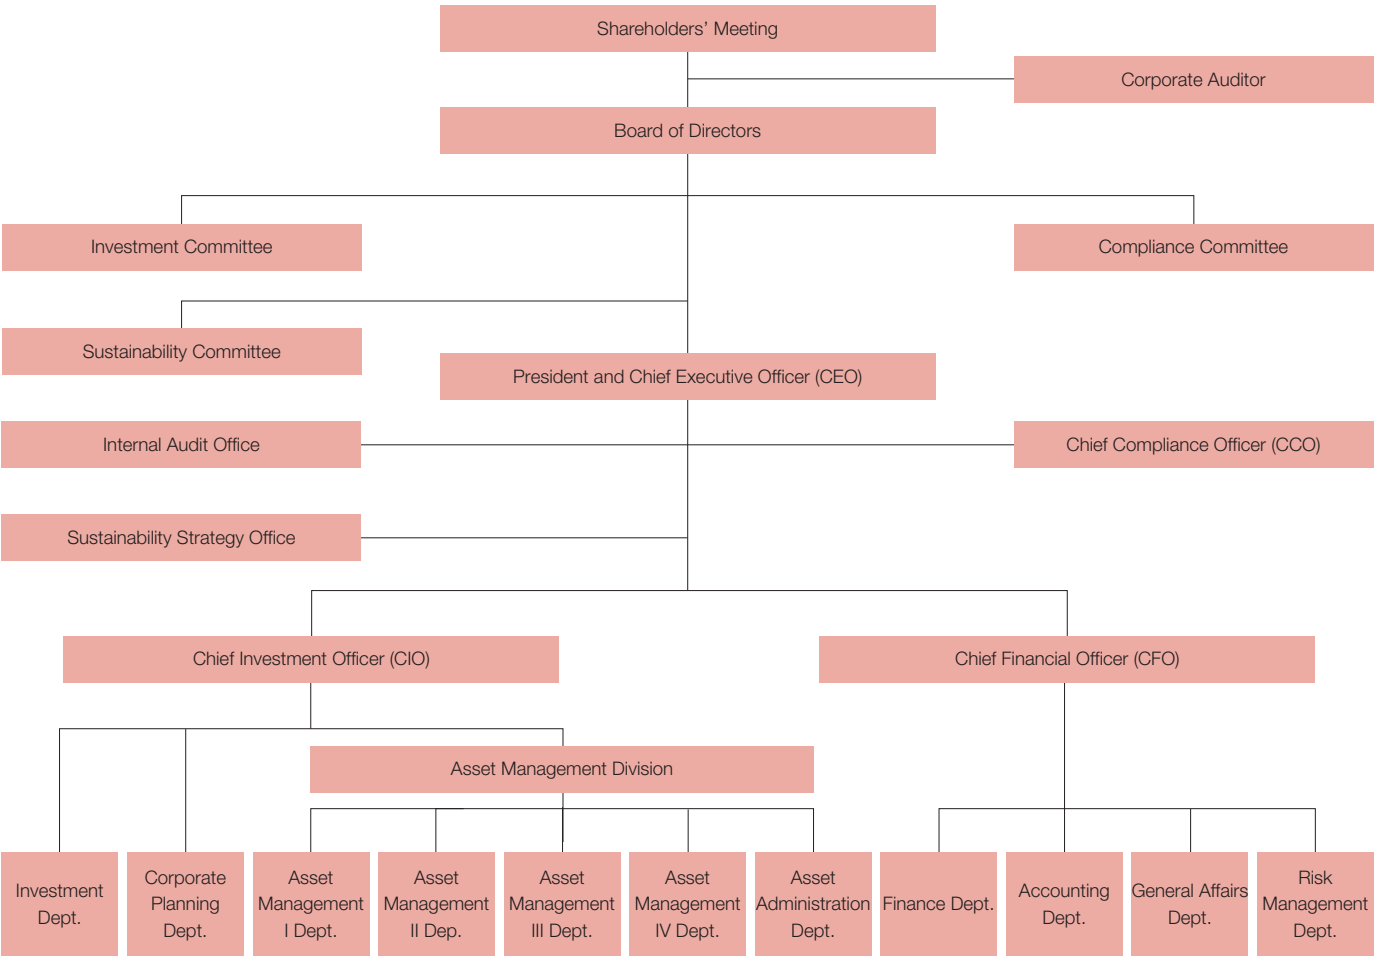 Shareholders’ Meeting
Corporate Auditor
Board of Directors
Investment Committee
Compliance Committee
Sustainability Committee
President and Chief Executive Officer (CEO)
Internal Audit Office
Chief Compliance Officer (CCO)
Sustainability Strategy Office
Chief Investment Officer (CIO)
Chief Financial Officer (CFO)
Asset Management Division
Investment
Dept.
Corporate
Planning
Dept.
Asset
Management
I Dept.
Asset
Management
II Dep.
Asset
Management
III Dept.
Asset
Management
IV Dept.
Asset
Administration
Dept.
Finance Dept.
Accounting
Dept.
General Affairs
Dept.
Risk
Management
Dept.